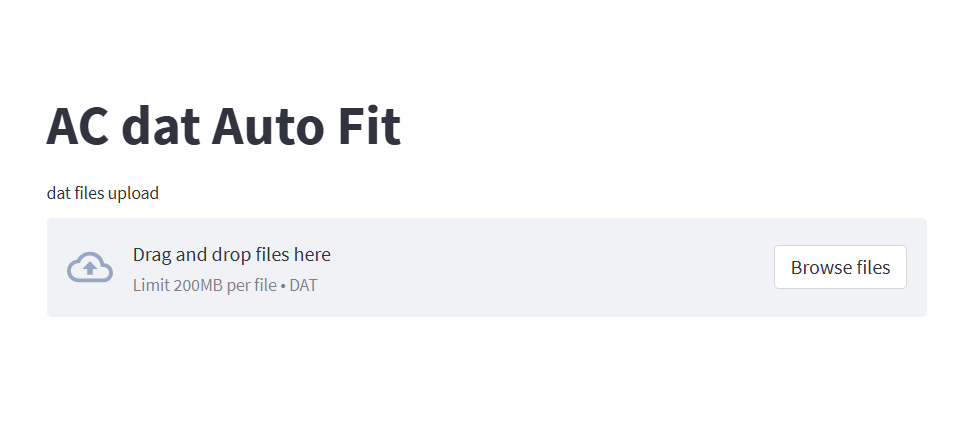 AC dat Auto Fit
dat files upload
Drag and drop files here
Limit 200MB per file • DAT
Browse files